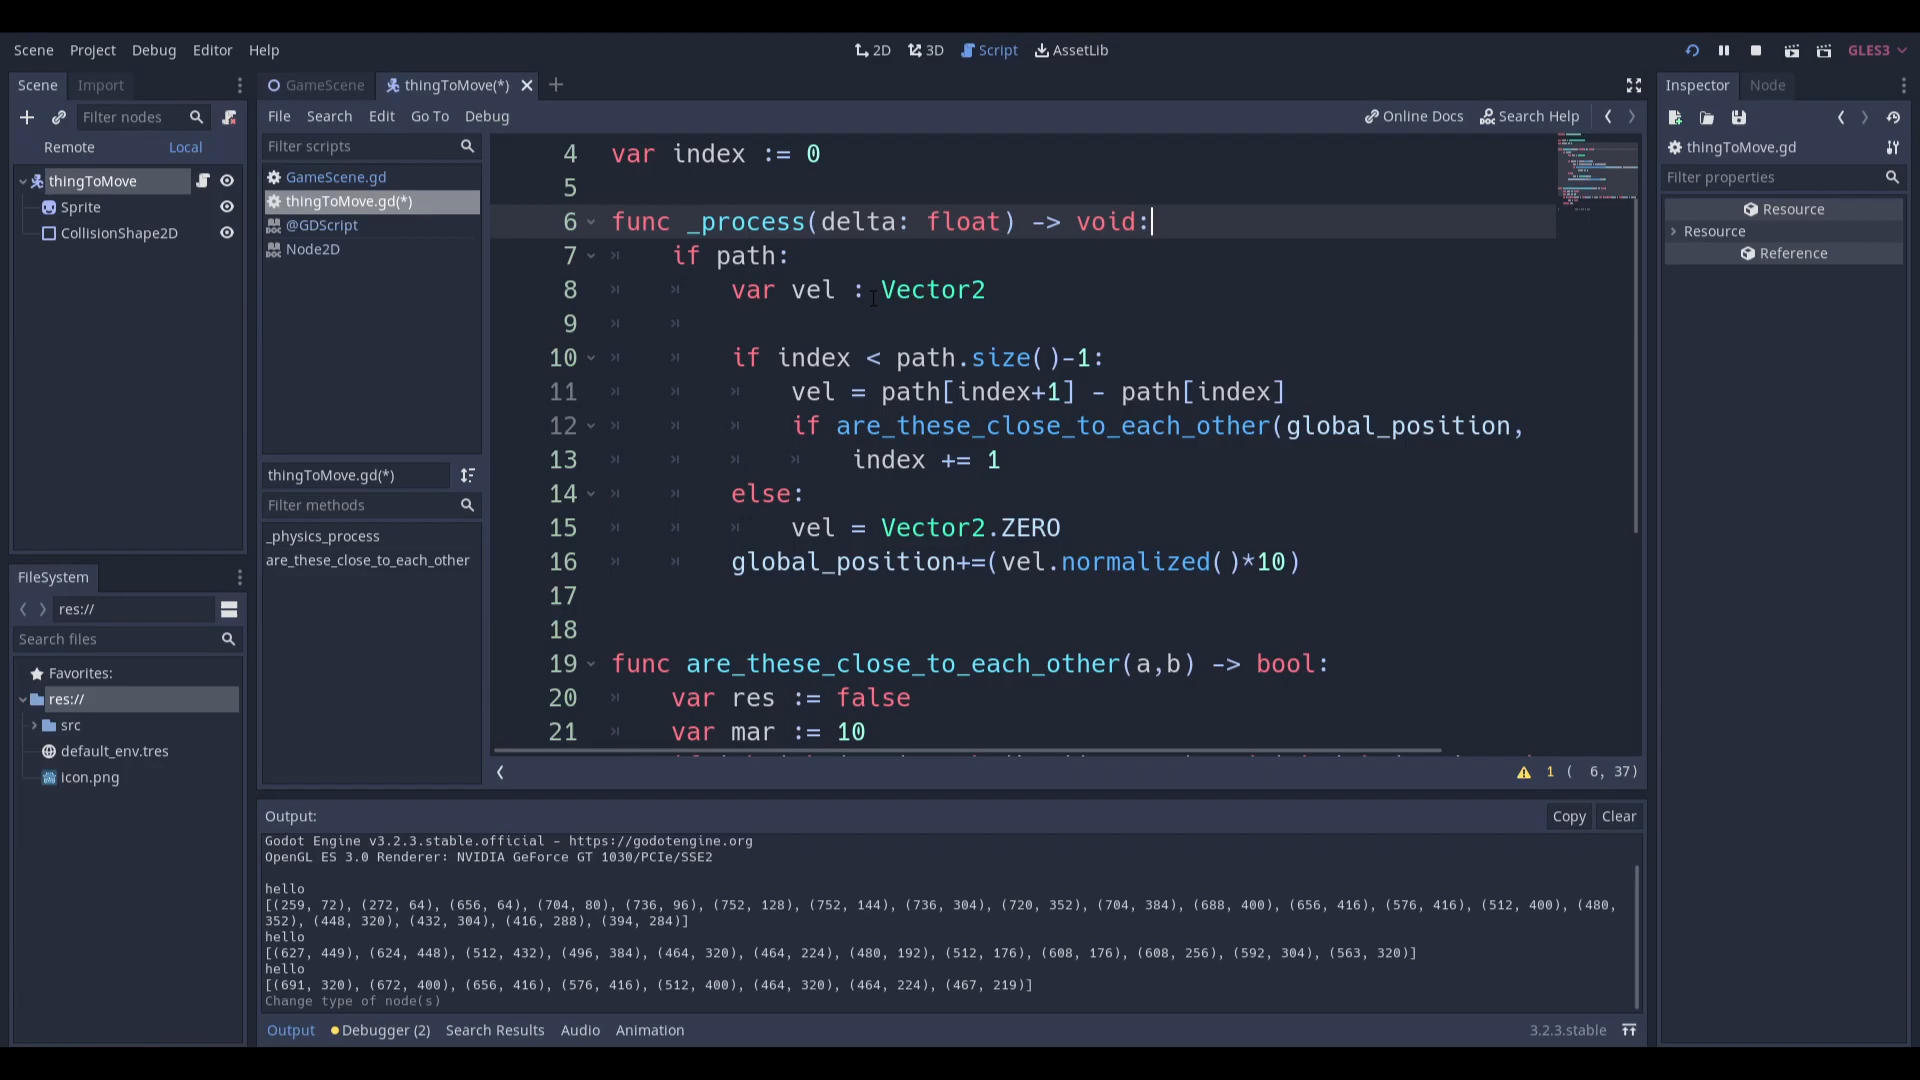 Scene Project Debug Editor Help 2D 3D Script AssetLib GLES3
Scene Import GameScene thingToMove(*) Inspector Node
Filter nodes
Remote Local
thingToMove
Sprite
CollisionShape2D
File Search Edit Go To Debug Online Docs Search Help
Filter scripts
GameScene.gd
thingToMove.gd(*)
@GDScript
Node2D
thingToMove.gd(*)
Filter methods
_physics_process
are_these_close_to_each_other
4 var index := 0
5
6 func _process(delta: float) -> void:
7 if path:
8 var vel : Vector2
9
10 if index < path.size()-1:
11 vel = path[index+1] - path[index]
12 if are_these_close_to_each_other(global_position,
13 index += 1
14 else:
15 vel = Vector2.ZERO
16 global_position+=(vel.normalized()*10)
17
18
19 func are_these_close_to_each_other(a,b) -> bool:
20 var res := false
21 var mar := 10
1 ( 6, 37)
thingToMove.gd
Filter properties
Resource
Resource
Reference
FileSystem
res://
Search files
Favorites:
res://
src
default_env.tres
icon.png
Output: Copy Clear
Godot Engine v3.2.3.stable.official - https://godotengine.org
OpenGL ES 3.0 Renderer: NVIDIA GeForce GT 1030/PCIe/SSE2
hello
[(259, 72), (272, 64), (656, 64), (704, 80), (736, 96), (752, 128), (752, 144), (736, 304), (720, 352), (704, 384), (688, 400), (656, 416), (576, 416), (512, 400), (480,
352), (448, 320), (432, 304), (416, 288), (394, 284)]
hello
[(627, 449), (624, 448), (512, 432), (496, 384), (464, 320), (464, 224), (480, 192), (512, 176), (608, 176), (608, 256), (592, 304), (563, 320)]
hello
[(691, 320), (672, 400), (656, 416), (576, 416), (512, 400), (464, 320), (464, 224), (467, 219)]
Change type of node(s)
Output Debugger (2) Search Results Audio Animation 3.2.3.stable